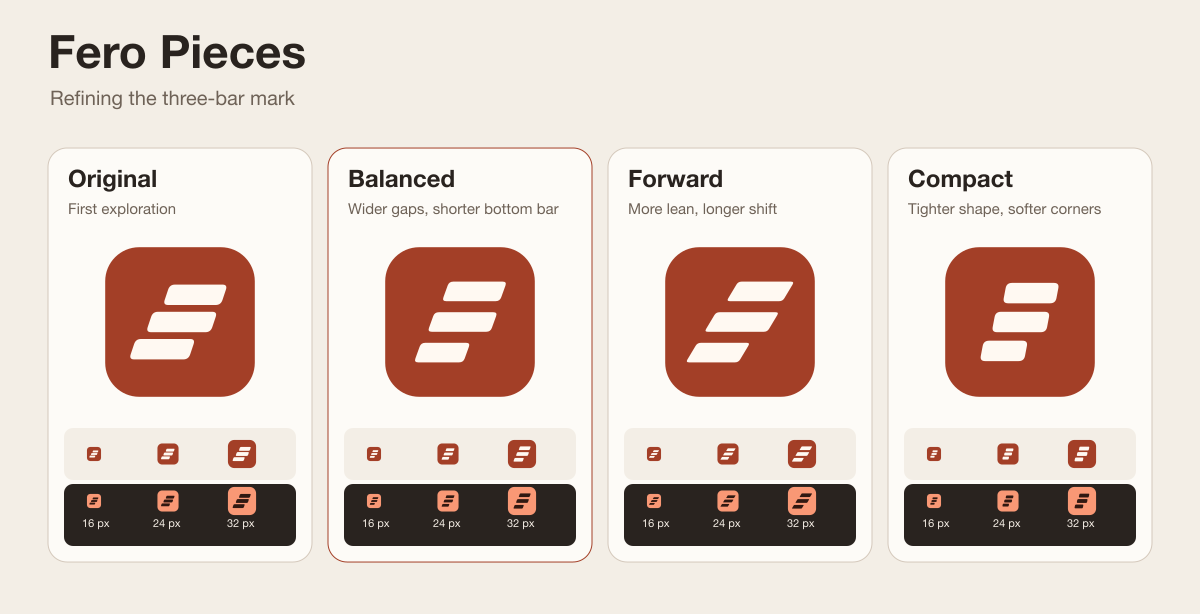 Fero Pieces
Refining the three-bar mark
Original
First exploration
16 px 24 px 32 px
Balanced
Wider gaps, shorter bottom bar
16 px 24 px 32 px
Forward
More lean, longer shift
16 px 24 px 32 px
Compact
Tighter shape, softer corners
16 px 24 px 32 px